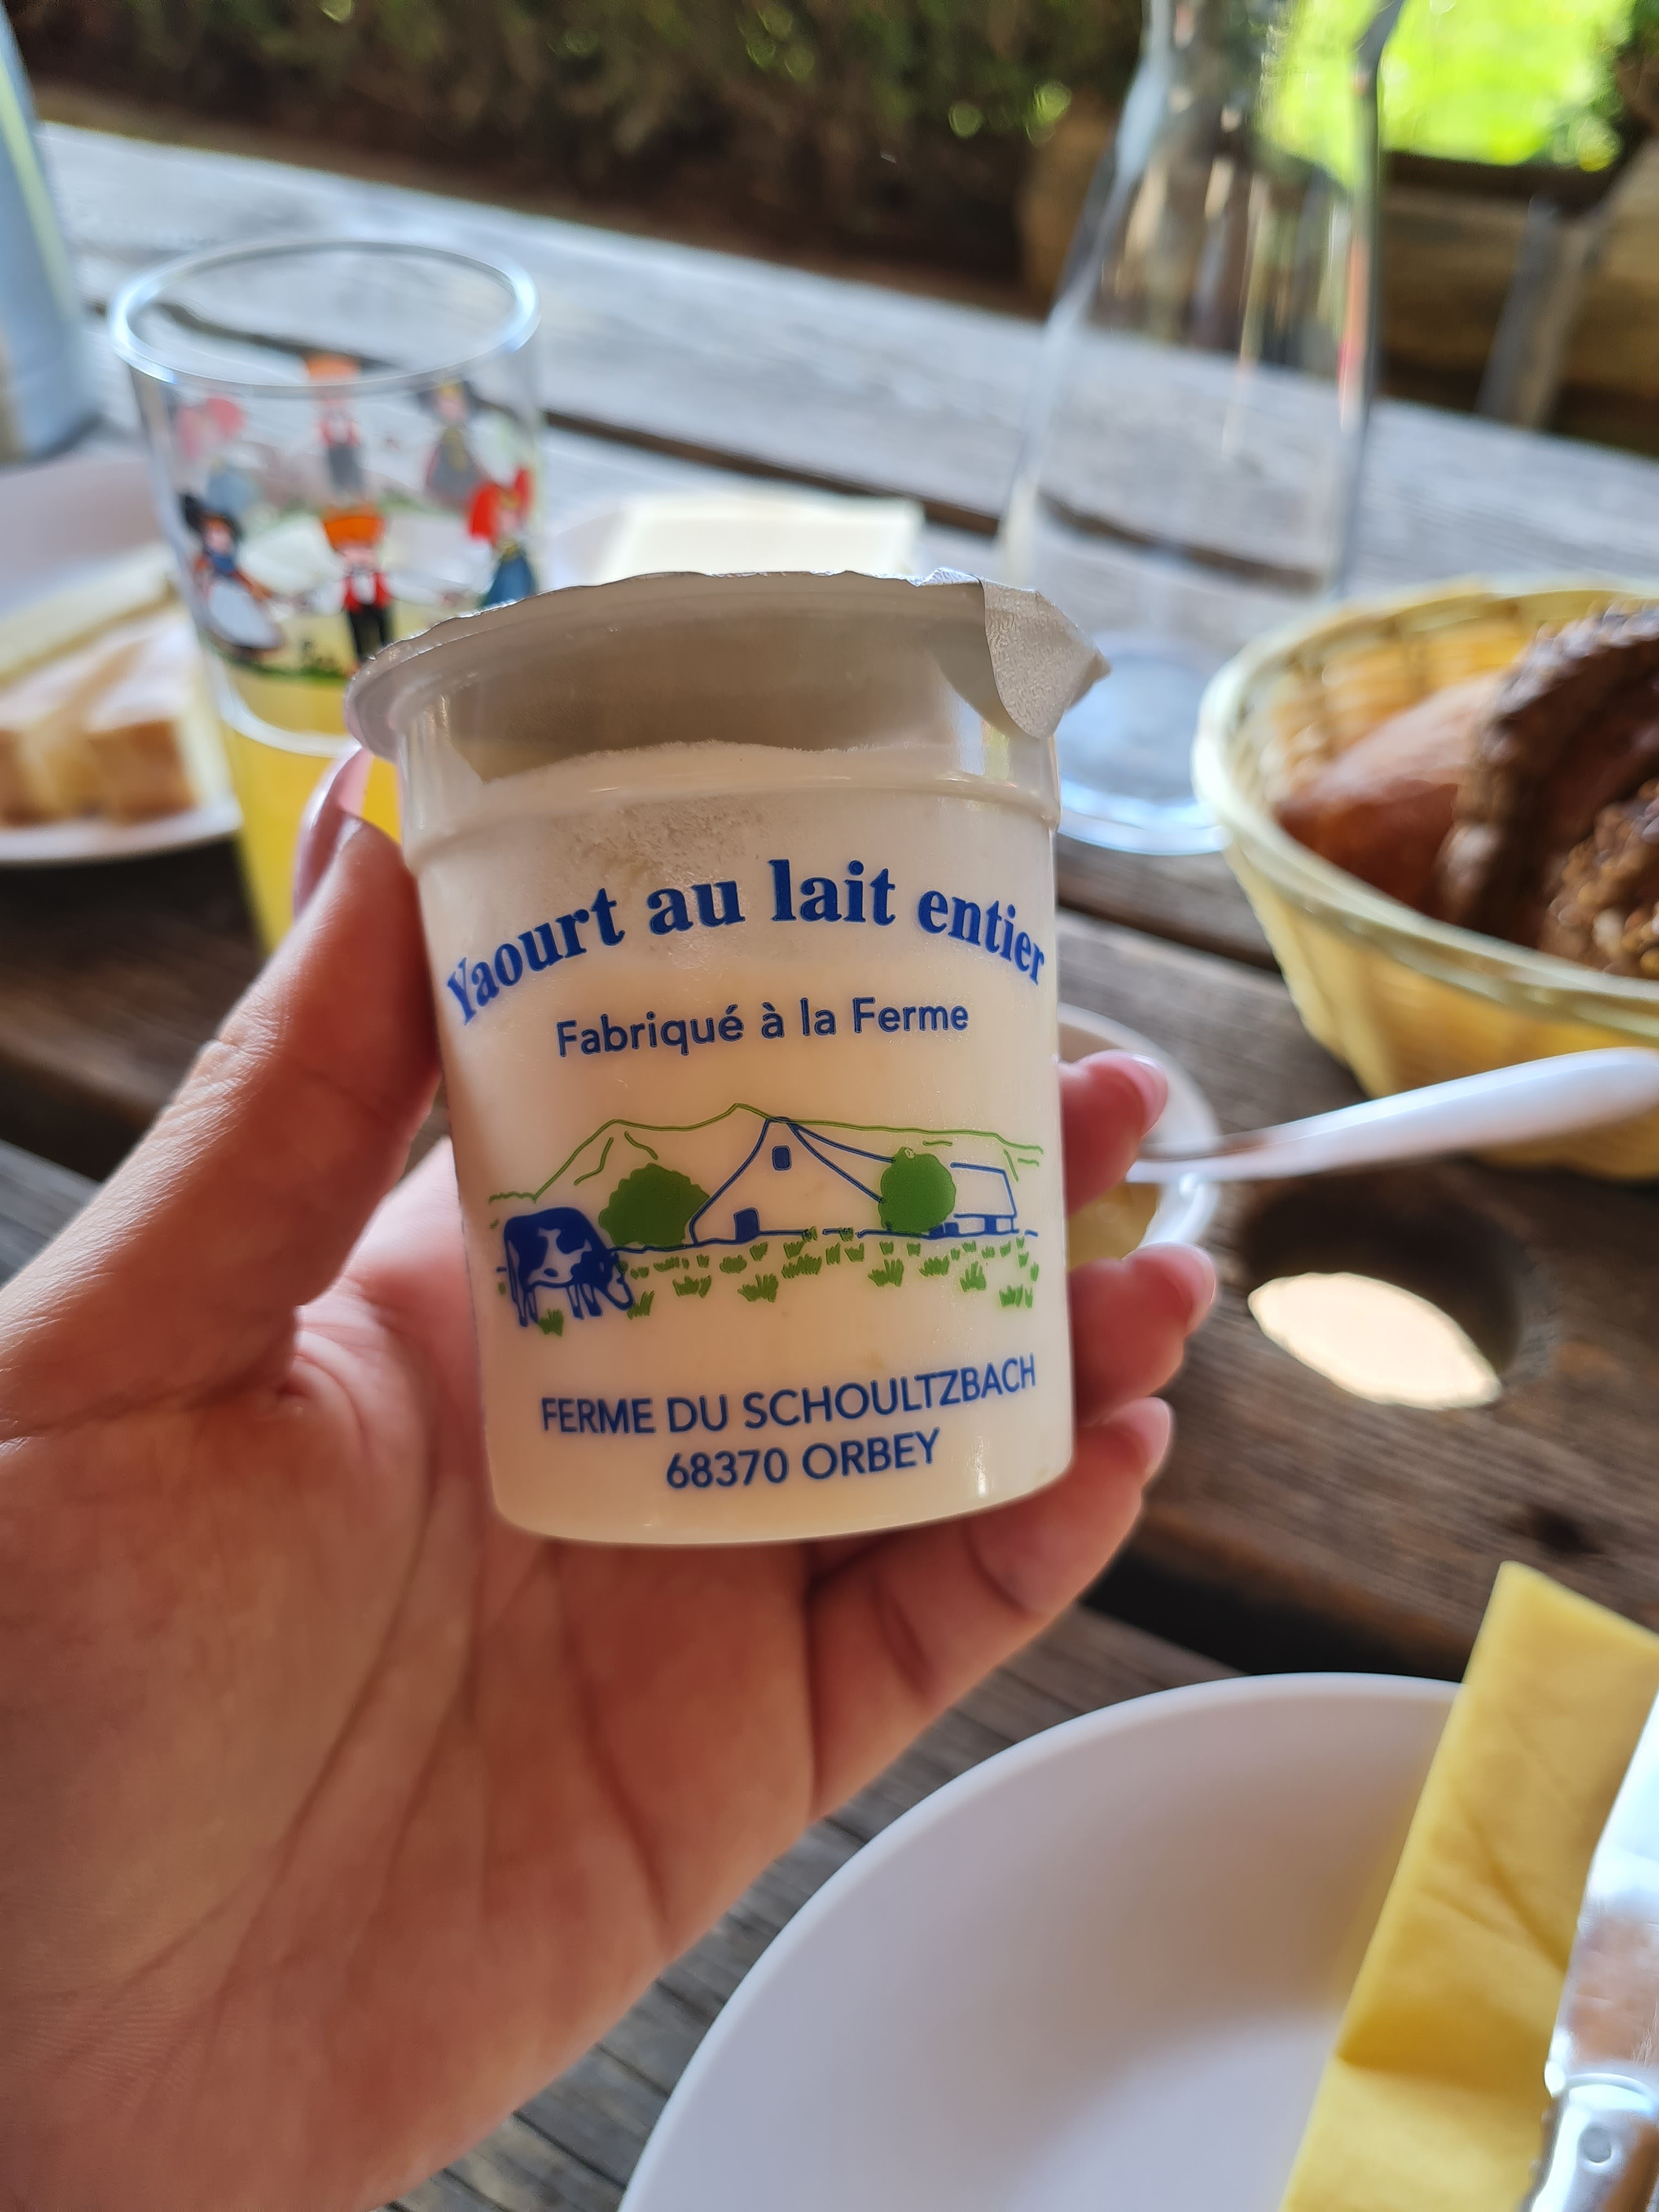 Yaourt au lait entier
Fabriqué à la Ferme
FERME DU SCHOULTZBACH
68370 ORBEY